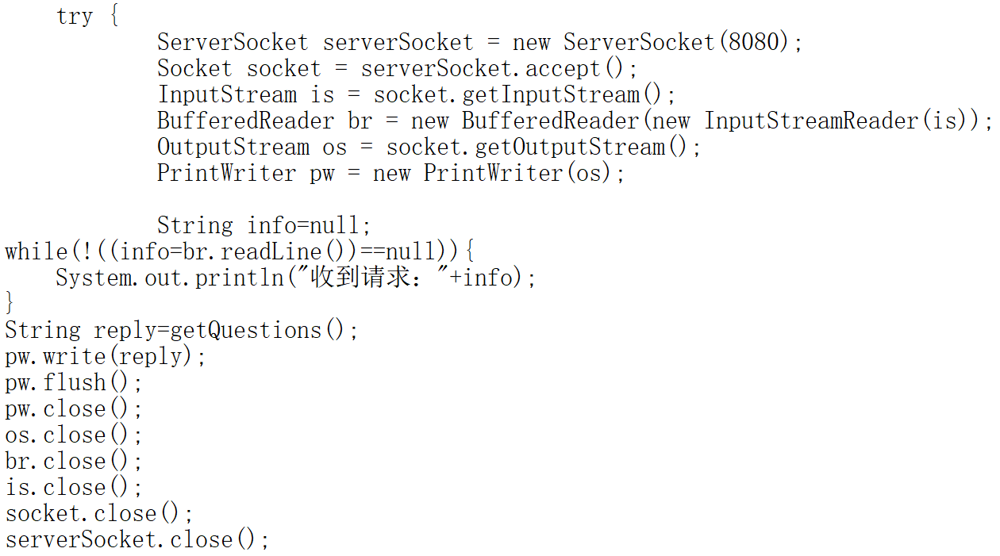 try {
ServerSocket serverSocket = new ServerSocket(8080);
Socket socket = serverSocket.accept();
InputStream is = socket.getInputStream();
BufferedReader br = new BufferedReader(new InputStreamReader(is));
OutputStream os = socket.getOutputStream();
PrintWriter pw = new PrintWriter(os);
String info=null;
while(!((info=br.readLine())==null)){
System.out.println("收到请求："+info);
}
String reply=getQuestions();
pw.write(reply);
pw.flush();
pw.close();
os.close();
br.close();
is.close();
socket.close();
serverSocket.close();